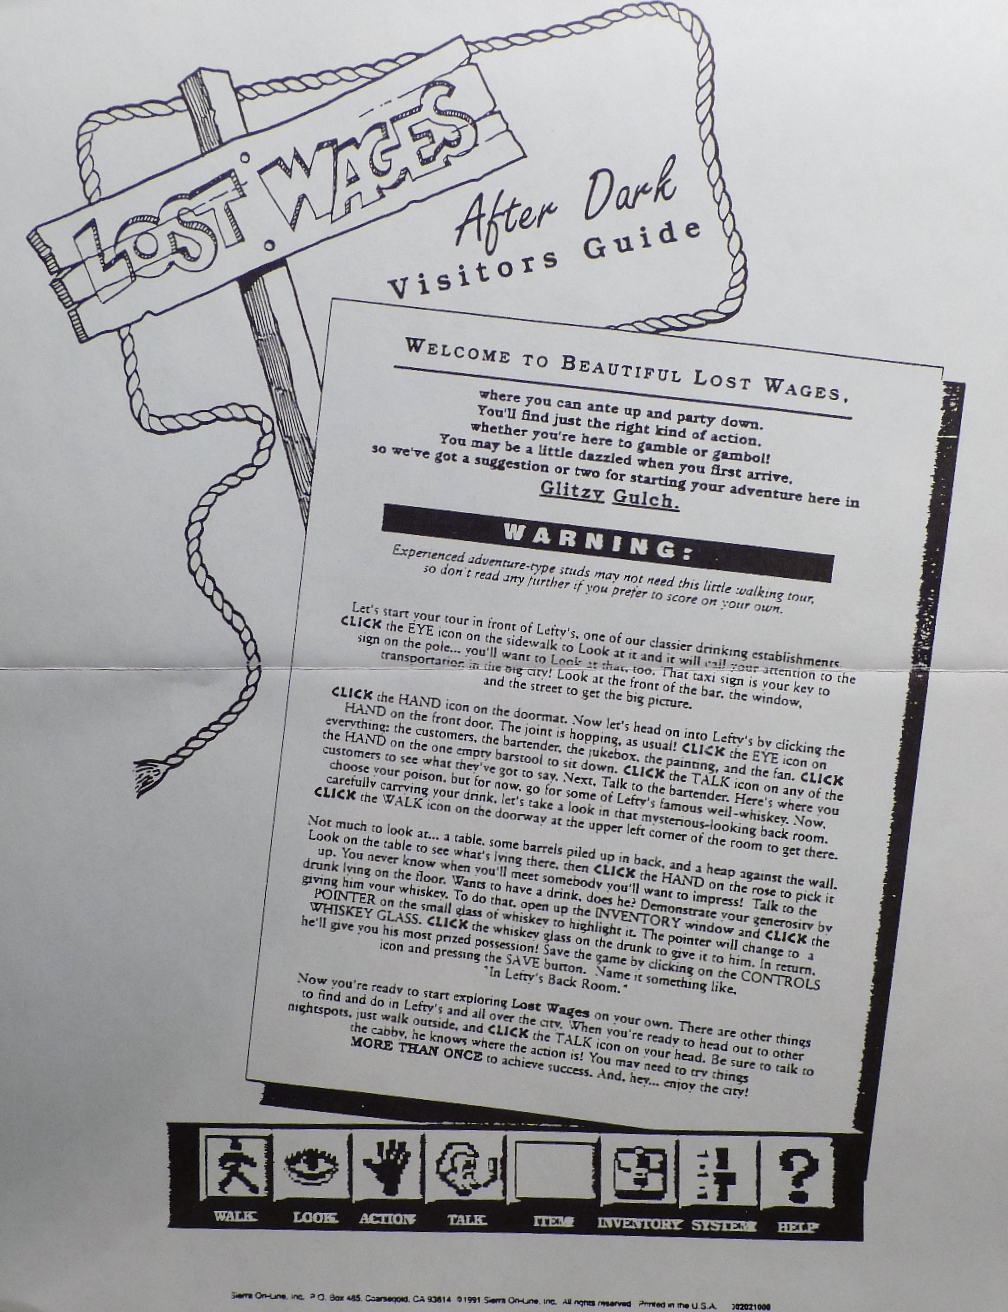 LOST WAGES
After Dark
Visitors Guide
WELCOME TO BEAUTIFUL LOST WAGES,
where you can ante up and party down.
You'll find just the right kind of action,
whether you're here to gamble or gambol!
You may be a little dazzled when you first arrive,
so we've got a suggestion or two for starting your adventure here in
Glitzy Gulch.
WARNING:
Experienced adventure-type studs may not need this little walking tour,
so don't read any further if you prefer to score on your own.
Let's start your tour in front of Lefty's, one of our classier drinking establishments.
CLICK the EYE icon on the sidewalk to Look at it and it will call your attention to the
sign on the pole... you'll want to Look at that, too. That taxi sign is your key to
transportation in the big city! Look at the front of the bar, the window,
and the street to get the big picture.
CLICK the HAND icon on the doormat. Now let's head on into Lefty's by clicking the
HAND on the front door. The joint is hopping, as usual! CLICK the EYE icon on
everything: the customers, the bartender, the jukebox, the painting, and the fan. CLICK
the HAND on the one empty barstool to sit down. CLICK the TALK icon on any of the
customers to see what they've got to say. Next, Talk to the bartender. Here's where you
choose your poison, but for now, go for some of Lefty's famous well-whiskey. Now,
carefully carrying your drink, let's take a look in that mysterious-looking back room.
CLICK the WALK icon on the doorway at the upper left corner of the room to get there.
Not much to look at... a table, some barrels piled up in back, and a heap against the wall.
Look on the table to see what's lying there, then CLICK the HAND on the rose to pick it
up. You never know when you'll meet somebody you'll want to impress! Talk to the
drunk lying on the floor. Wants to have a drink, does he? Demonstrate your generosity by
giving him your whiskey. To do that, open up the INVENTORY window and CLICK the
POINTER on the small glass of whiskey to highlight it. The pointer will change to a
WHISKEY GLASS. CLICK the whiskey glass on the drunk to give it to him. In return,
he'll give you his most prized possession! Save the game by clicking on the CONTROLS
icon and pressing the SAVE button. Name it something like,
"In Lefty's Back Room."
Now you're ready to start exploring Lost Wages on your own. There are other things
to find and do in Lefty's and all over the city. When you're ready to head out to other
nightspots, just walk outside, and CLICK the TALK icon on your head. Be sure to talk to
the cabby, he knows where the action is! You may need to try things
MORE THAN ONCE to achieve success. And, hey... enjoy the city!
WALK LOOK ACTION TALK ITEM INVENTORY SYSTEM HELP
Sierra On-Line, Inc. P.O. Box 485, Coarsegold, CA 93614 ©1991 Sierra On-Line, Inc. All rights reserved Printed in the U.S.A. 302021000